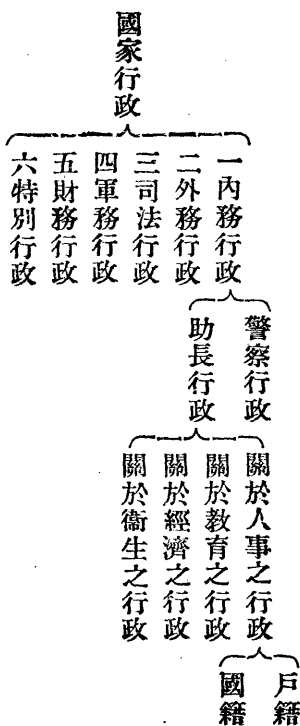 國家行政
一內務行政
二外務行政
三司法行政
四軍務行政
五財務行政
六特別行政
警察行政
助長行政
關於人事之行政
關於教育之行政
關於經濟之行政
關於衞生之行政
戶籍
國籍